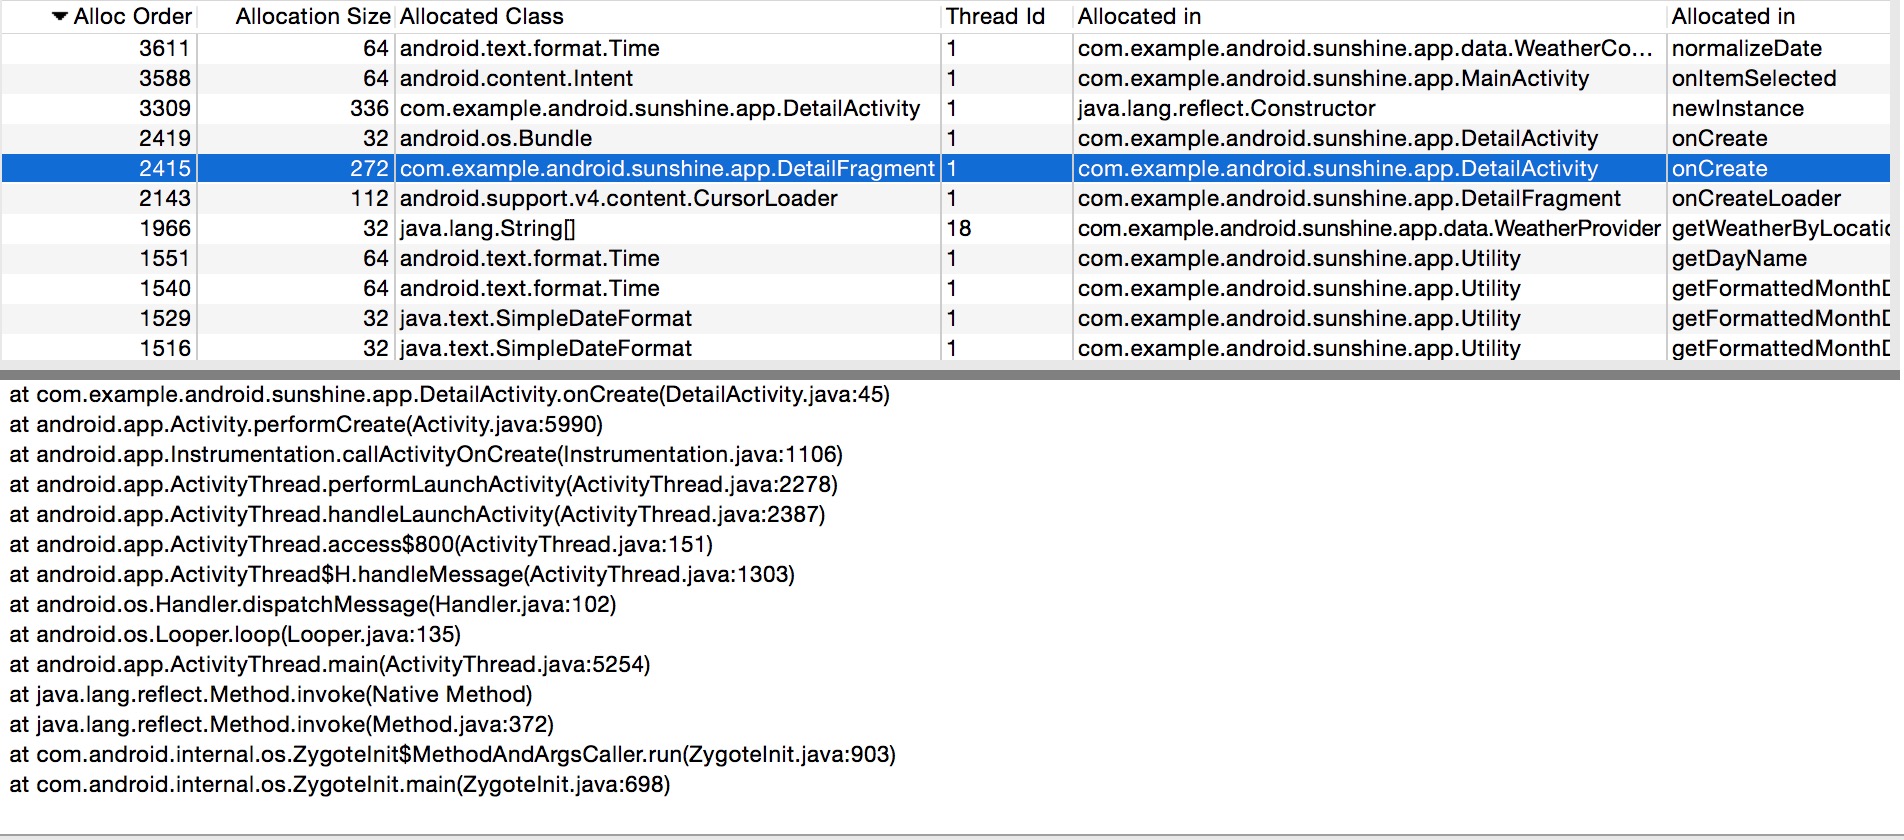 Alloc Order Allocation Size Allocated Class Thread Id Allocated in Allocated in
3611 64 android.text.format.Time 1 com.example.android.sunshine.app.data.WeatherCo... normalizeDate
3588 64 android.content.Intent 1 com.example.android.sunshine.app.MainActivity onItemSelected
3309 336 com.example.android.sunshine.app.DetailActivity 1 java.lang.reflect.Constructor newInstance
2419 32 android.os.Bundle 1 com.example.android.sunshine.app.DetailActivity onCreate
2415 272 com.example.android.sunshine.app.DetailFragment 1 com.example.android.sunshine.app.DetailActivity onCreate
2143 112 android.support.v4.content.CursorLoader 1 com.example.android.sunshine.app.DetailFragment onCreateLoader
1966 32 java.lang.String[] 18 com.example.android.sunshine.app.data.WeatherProvider getWeatherByLocatic
1551 64 android.text.format.Time 1 com.example.android.sunshine.app.Utility getDayName
1540 64 android.text.format.Time 1 com.example.android.sunshine.app.Utility getFormattedMonthD
1529 32 java.text.SimpleDateFormat 1 com.example.android.sunshine.app.Utility getFormattedMonthD
1516 32 java.text.SimpleDateFormat 1 com.example.android.sunshine.app.Utility getFormattedMonthD
at com.example.android.sunshine.app.DetailActivity.onCreate(DetailActivity.java:45)
at android.app.Activity.performCreate(Activity.java:5990)
at android.app.Instrumentation.callActivityOnCreate(Instrumentation.java:1106)
at android.app.ActivityThread.performLaunchActivity(ActivityThread.java:2278)
at android.app.ActivityThread.handleLaunchActivity(ActivityThread.java:2387)
at android.app.ActivityThread.access$800(ActivityThread.java:151)
at android.app.ActivityThread$H.handleMessage(ActivityThread.java:1303)
at android.os.Handler.dispatchMessage(Handler.java:102)
at android.os.Looper.loop(Looper.java:135)
at android.app.ActivityThread.main(ActivityThread.java:5254)
at java.lang.reflect.Method.invoke(Native Method)
at java.lang.reflect.Method.invoke(Method.java:372)
at com.android.internal.os.ZygoteInit$MethodAndArgsCaller.run(ZygoteInit.java:903)
at com.android.internal.os.ZygoteInit.main(ZygoteInit.java:698)